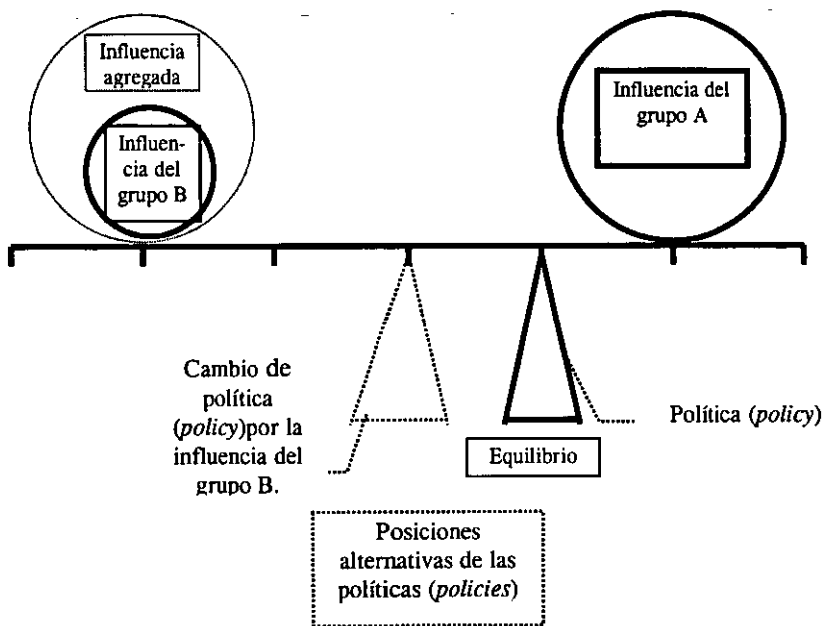 Influencia
agregada
Influen-
cia del
grupo B
Influencia del
grupo A
Cambio de
política
(policy)por la
influencia del
grupo B.
Política (policy)
Equilibrio
Posiciones
alternativas de las
políticas (policies)